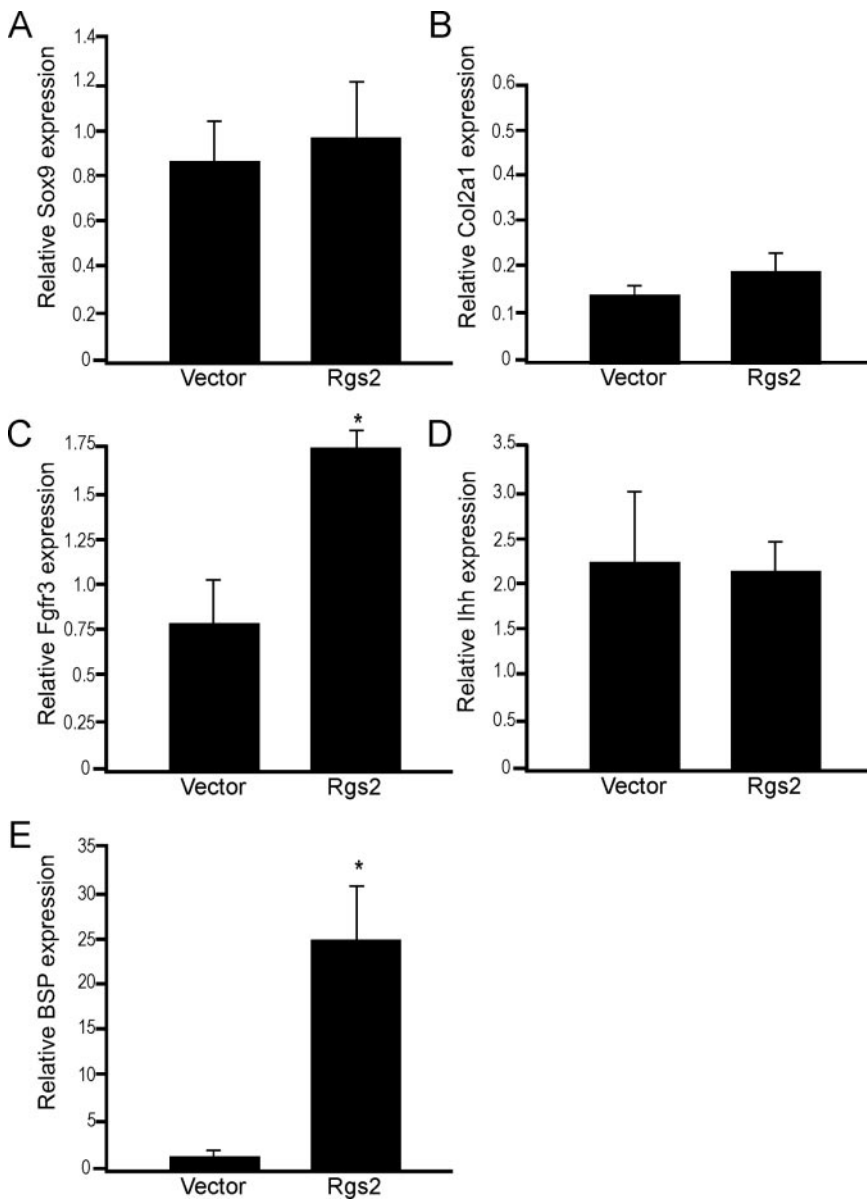 A
Relative Sox9 expression
1.4
1.2
1.0
0.8
0.6
0.4
0.2
0
Vector Rgs2
B
Relative Col2a1 expression
0.6
0.5
0.4
0.3
0.2
0.1
0
Vector Rgs2
C
Relative Fgfr3 expression
1.75
1.5
1.25
1.0
0.75
0.5
0.25
0
*
Vector Rgs2
D
Relative Ihh expression
3.5
3.0
2.5
2.0
1.5
1.0
0.5
0
Vector Rgs2
E
Relative BSP expression
35
30
25
20
15
10
5
0
*
Vector Rgs2